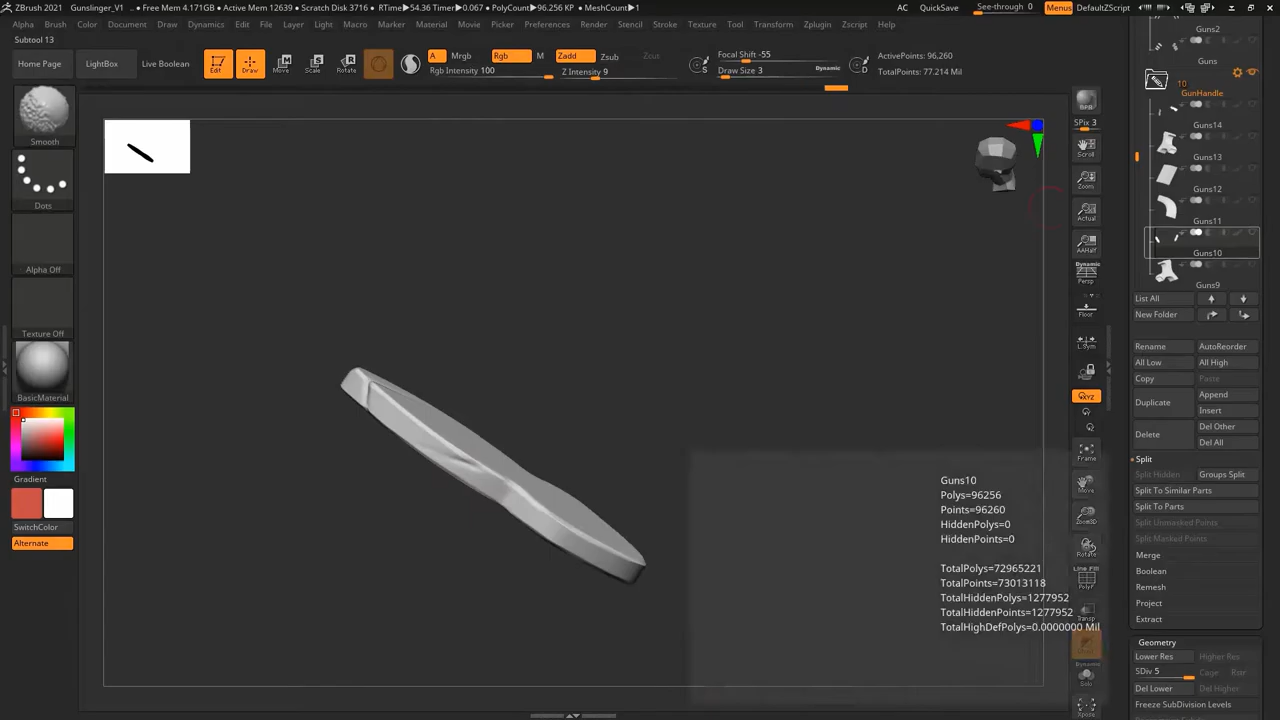 ZBrush 2021 Gunslinger_V1 • Free Mem 4.171GB • Active Mem 12639 • Scratch Disk 3716 • RTime▸54.36 Timer▸0.067 • PolyCount▸96.256 KP • MeshCount▸1 AC QuickSave See-through 0 Menus DefaultZScript
Alpha Brush Color Document Draw Dynamics Edit File Layer Light Macro Marker Material Movie Picker Preferences Render Stencil Stroke Texture Tool Transform Zplugin Zscript Help
Subtool 13
Home Page LightBox Live Boolean Edit Draw Move Scale Rotate
A Mrgb Rgb M Zadd Zsub Zcut
Rgb Intensity 100 Z Intensity 9
Focal Shift -55
Draw Size 3 Dynamic
S D
ActivePoints: 96,260
TotalPoints: 77.214 Mil
Smooth
Dots
Alpha Off
Texture Off
BasicMaterial
Gradient
SwitchColor
Alternate
BPR
SPix 3
Scroll
Zoom
Actual
AAHalf
Dynamic
Persp
Floor
L.Sym
XYZ
Frame
Move
Zoom3D
Rotate
Line Fill
PolyF
Transp
Dynamic
Solo
Xpose
Guns10
Polys=96256
Points=96260
HiddenPolys=0
HiddenPoints=0
TotalPolys=72965221
TotalPoints=73013118
TotalHiddenPolys=1277952
TotalHiddenPoints=1277952
TotalHighDefPolys=0.0000000 Mil
Guns2
Guns
10
GunHandle
Guns14
Guns13
Guns12
Guns11
Guns10
Guns9
List All
New Folder
Rename AutoReorder
All Low All High
Copy Paste
Duplicate Append
Insert
Delete Del Other
Del All
Split
Split Hidden Groups Split
Split To Similar Parts
Split To Parts
Split Unmasked Points
Split Masked Points
Merge
Boolean
Remesh
Project
Extract
Geometry
Lower Res Higher Res
SDiv 5 Cage Rstr
Del Lower Del Higher
Freeze SubDivision Levels